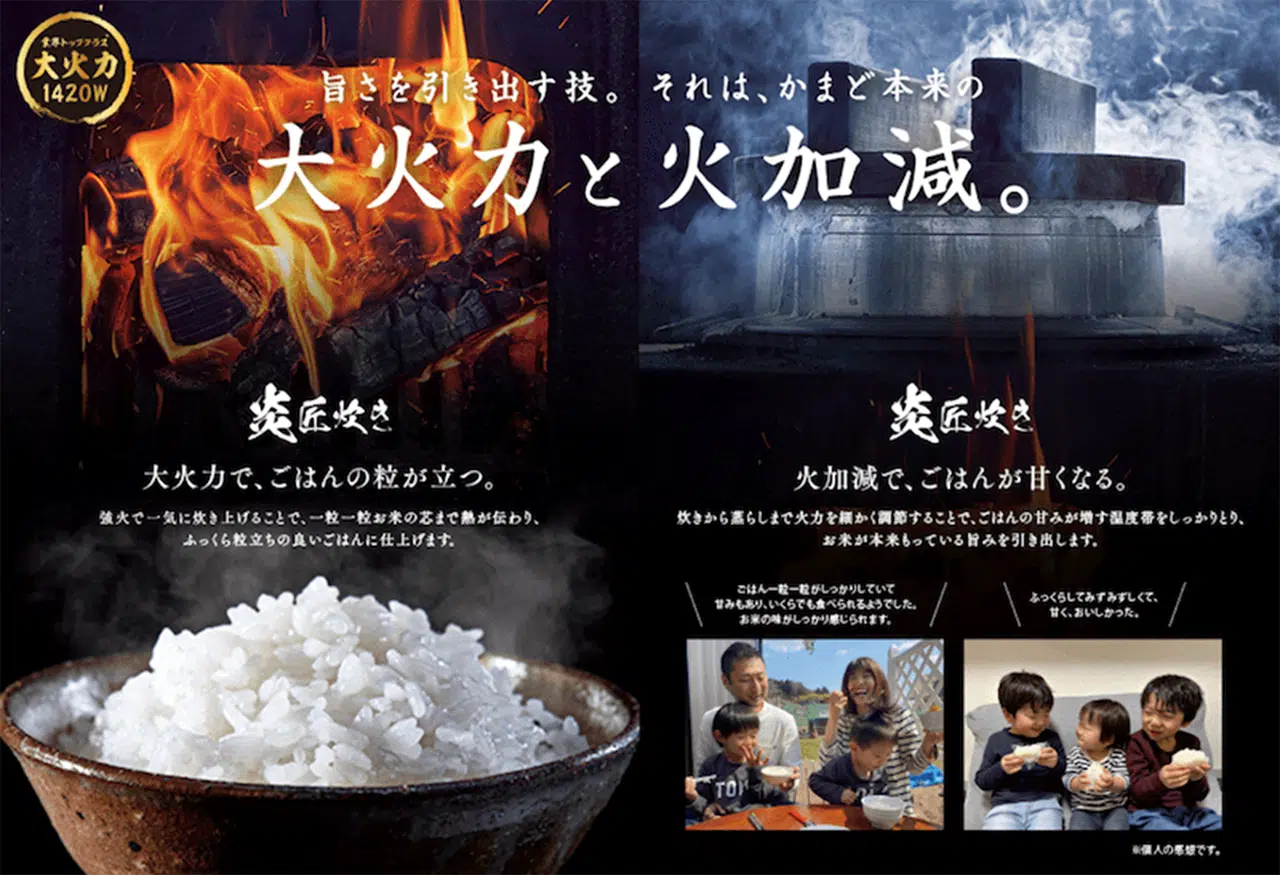 業界トップクラス
大火力
1420W
旨さを引き出す技。 それは、かまど本来の
大火力と火加減。
炎匠炊き
大火力で、ごはんの粒が立つ。
強火で一気に炊き上げることで、一粒一粒お米の芯まで熱が伝わり、
ふっくら粒立ちの良いごはんに仕上げます。
炎匠炊き
火加減で、ごはんが甘くなる。
炊きから蒸らしまで火力を細かく調節することで、ごはんの甘みが増す温度帯をしっかりとり、
お米が本来もっている旨みを引き出します。
ごはん一粒一粒がしっかりしていて
甘みもあり、いくらでも食べられるようでした。
お米の味がしっかり感じられます。
ふっくらしてみずみずしくて、
甘く、おいしかった。
※個人の感想です。